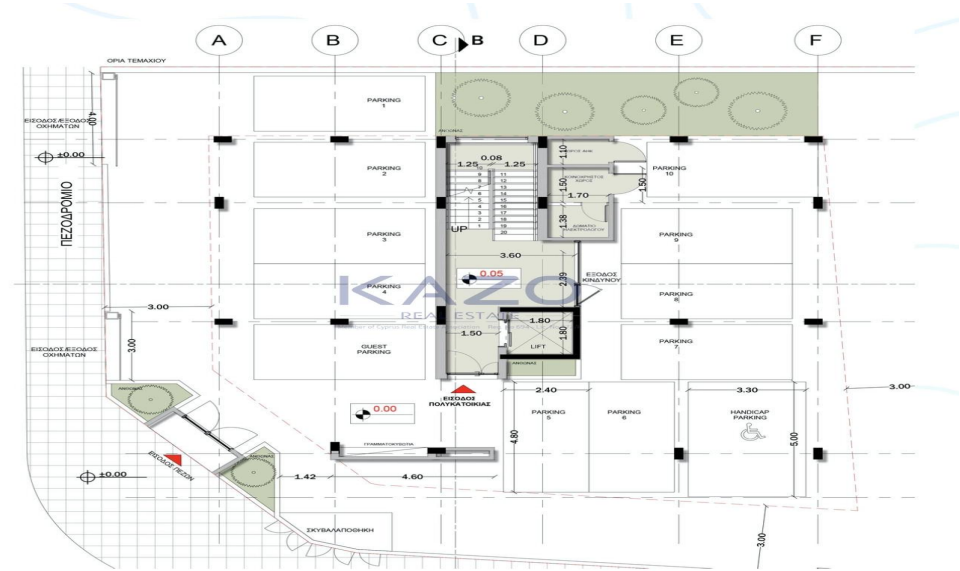 A
B
C
B
D
E
F
ΟΡΙΑ ΤΕΜΑΧΙΟΥ
PARKING
1
4.00
ΕΙΣΟΔΟΣ/ΕΞΟΔΟΣ
ΟΧΗΜΑΤΩΝ
±0.00
ΠΕΖΟΔΡΟΜΙΟ
PARKING
2
1.25
0.08
1.25
1.10
1.50
1.70
1.38
PARKING
10
1.50
UP
PARKING
3
PARKING
9
3.60
0.05
2.39
ΕΞΟΔΟΣ
ΚΙΝΔΥΝΟΥ
PARKING
4
PARKING
8
KAZO
REAL ESTATE
3.00
1.50
1.80
1.80
LIFT
3.00
ΕΙΣΟΔΟΣ/ΕΞΟΔΟΣ
ΟΧΗΜΑΤΩΝ
GUEST
PARKING
PARKING
7
ΕΙΣΟΔΟΣ
ΠΟΛΥΚΑΤΟΙΚΙΑΣ
2.40
3.30
3.00
0.00
PARKING
5
PARKING
6
HANDICAP
PARKING
4.80
5.00
ΓΡΑΜΜΑΤΟΚΙΒΩΤΙΑ
ΕΙΣΟΔΟΣ ΠΕΖΩΝ
±0.00
1.42
4.60
ΣΚΥΒΑΛΑΠΟΘΗΚΗ
3.00